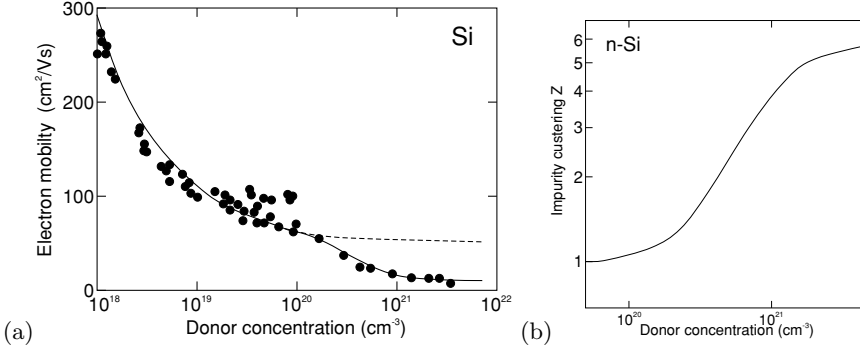 300
200
100
0
Electron mobilty (cm²/Vs)
Si
10¹⁸
10¹⁹
10²⁰
10²¹
10²²
Donor concentration (cm⁻³)
(a)
6
5
4
3
2
1
Impurity custering Z
n-Si
10²⁰
10²¹
Donor concentration (cm⁻³)
(b)